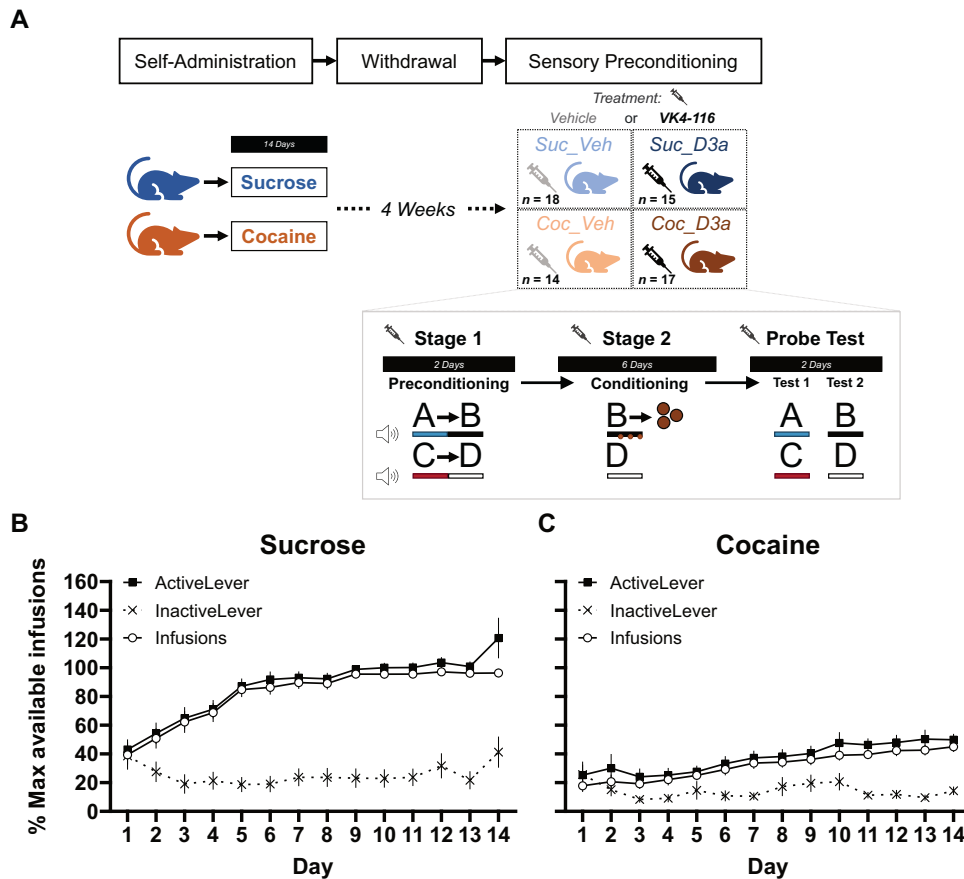 A
Self-Administration
Withdrawal
Sensory Preconditioning
Treatment:
Vehicle or VK4-116
14 Days
Sucrose
Cocaine
4 Weeks
Suc_Veh
n = 18
Suc_D3a
n = 15
Coc_Veh
n = 14
Coc_D3a
n = 17
Stage 1
2 Days
Preconditioning
A B
C D
Stage 2
6 Days
Conditioning
B
D
Probe Test
2 Days
Test 1 Test 2
A B
C D
B
Sucrose
% Max available infusions
ActiveLever
InactiveLever
Infusions
160
140
120
100
80
60
40
20
0
1 2 3 4 5 6 7 8 9 10 11 12 13 14
Day
C
Cocaine
ActiveLever
InactiveLever
Infusions
1 2 3 4 5 6 7 8 9 10 11 12 13 14
Day